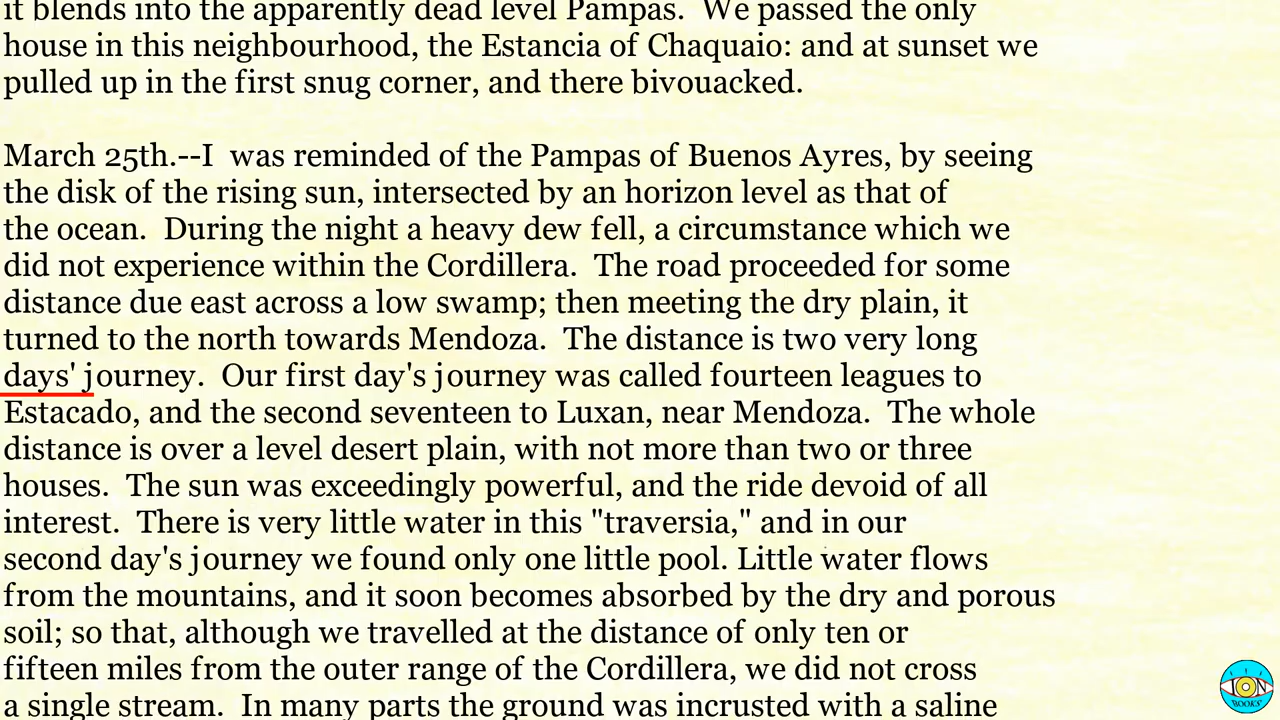 it blends into the apparently dead level Pampas.  We passed the only
house in this neighbourhood, the Estancia of Chaquaio: and at sunset we
pulled up in the first snug corner, and there bivouacked.
March 25th.--I  was reminded of the Pampas of Buenos Ayres, by seeing
the disk of the rising sun, intersected by an horizon level as that of
the ocean.  During the night a heavy dew fell, a circumstance which we
did not experience within the Cordillera.  The road proceeded for some
distance due east across a low swamp; then meeting the dry plain, it
turned to the north towards Mendoza.  The distance is two very long
days' journey.  Our first day's journey was called fourteen leagues to
Estacado, and the second seventeen to Luxan, near Mendoza.  The whole
distance is over a level desert plain, with not more than two or three
houses.  The sun was exceedingly powerful, and the ride devoid of all
interest.  There is very little water in this "traversia," and in our
second day's journey we found only one little pool. Little water flows
from the mountains, and it soon becomes absorbed by the dry and porous
soil; so that, although we travelled at the distance of only ten or
fifteen miles from the outer range of the Cordillera, we did not cross
a single stream.  In many parts the ground was incrusted with a saline
ION
BOOKS